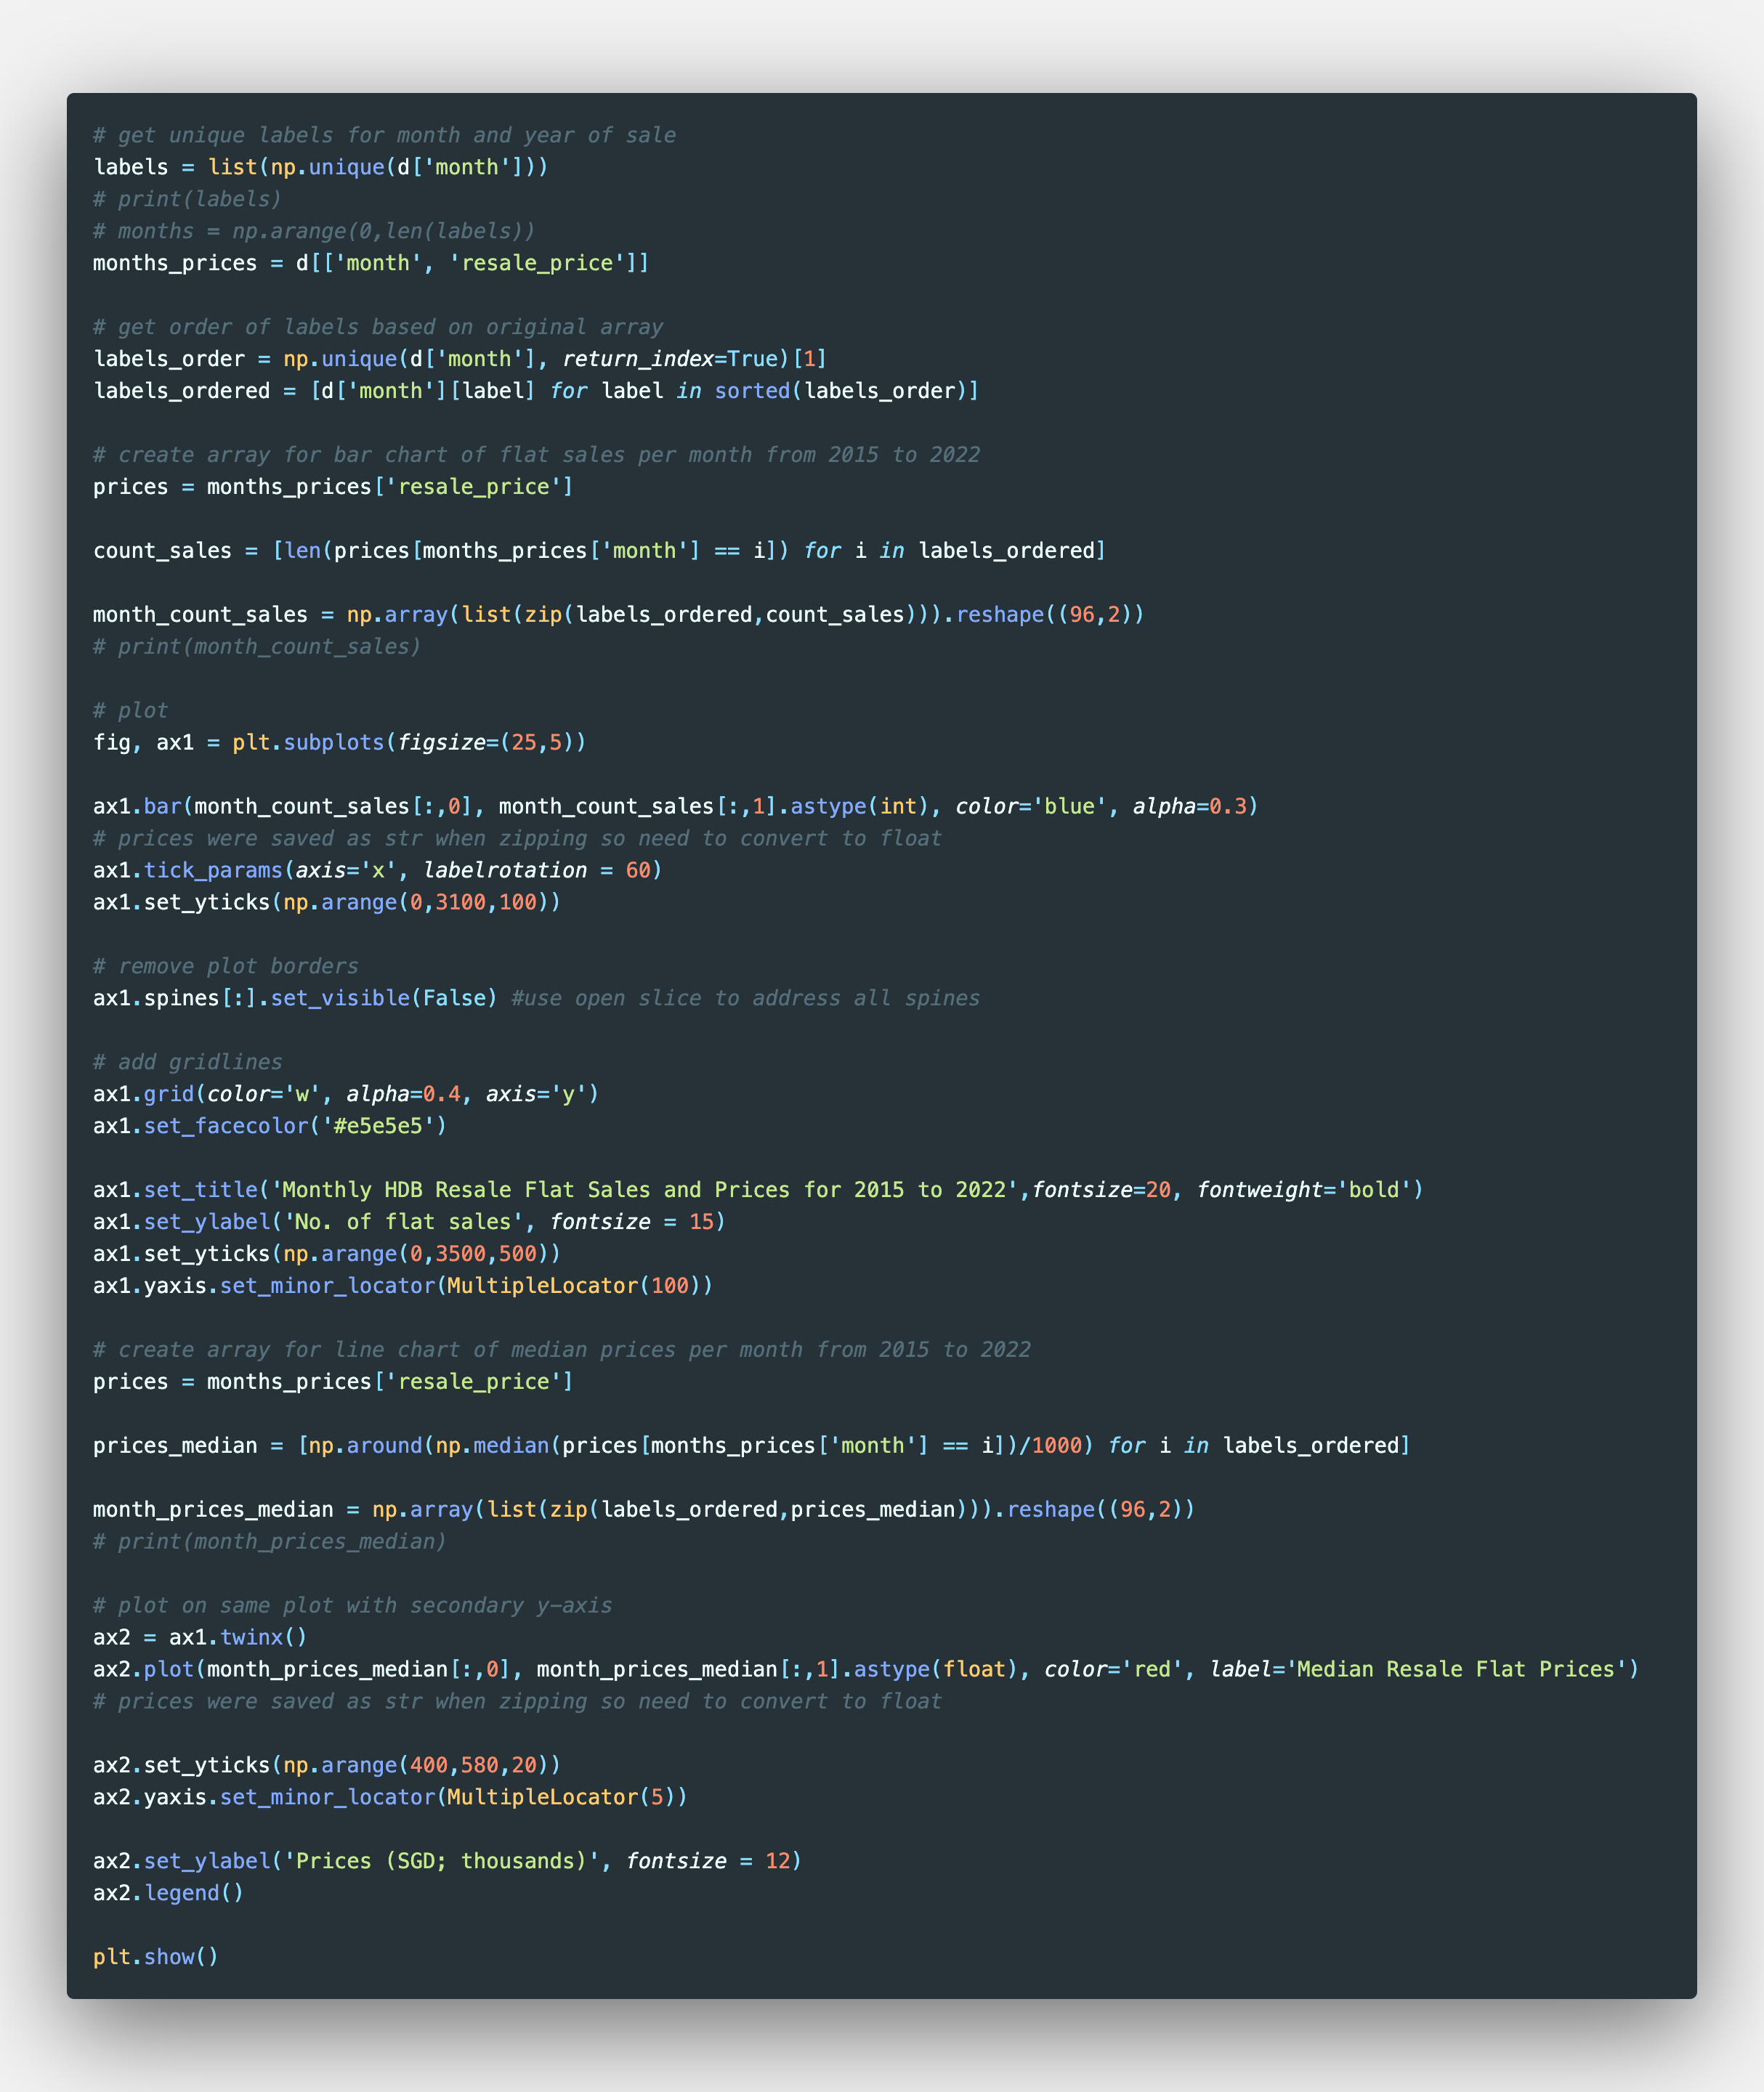 # get unique labels for month and year of sale
labels = list(np.unique(d['month']))
# print(labels)
# months = np.arange(0,len(labels))
months_prices = d[['month', 'resale_price']]
# get order of labels based on original array
labels_order = np.unique(d['month'], return_index=True)[1]
labels_ordered = [d['month'][label] for label in sorted(labels_order)]
# create array for bar chart of flat sales per month from 2015 to 2022
prices = months_prices['resale_price']
count_sales = [len(prices[months_prices['month'] == i]) for i in labels_ordered]
month_count_sales = np.array(list(zip(labels_ordered,count_sales))).reshape((96,2))
# print(month_count_sales)
# plot
fig, ax1 = plt.subplots(figsize=(25,5))
ax1.bar(month_count_sales[:,0], month_count_sales[:,1].astype(int), color='blue', alpha=0.3)
# prices were saved as str when zipping so need to convert to float
ax1.tick_params(axis='x', labelrotation = 60)
ax1.set_yticks(np.arange(0,3100,100))
# remove plot borders
ax1.spines[:].set_visible(False) #use open slice to address all spines
# add gridlines
ax1.grid(color='w', alpha=0.4, axis='y')
ax1.set_facecolor('#e5e5e5')
ax1.set_title('Monthly HDB Resale Flat Sales and Prices for 2015 to 2022',fontsize=20, fontweight='bold')
ax1.set_ylabel('No. of flat sales', fontsize = 15)
ax1.set_yticks(np.arange(0,3500,500))
ax1.yaxis.set_minor_locator(MultipleLocator(100))
# create array for line chart of median prices per month from 2015 to 2022
prices = months_prices['resale_price']
prices_median = [np.around(np.median(prices[months_prices['month'] == i])/1000) for i in labels_ordered]
month_prices_median = np.array(list(zip(labels_ordered,prices_median))).reshape((96,2))
# print(month_prices_median)
# plot on same plot with secondary y-axis
ax2 = ax1.twinx()
ax2.plot(month_prices_median[:,0], month_prices_median[:,1].astype(float), color='red', label='Median Resale Flat Prices')
# prices were saved as str when zipping so need to convert to float
ax2.set_yticks(np.arange(400,580,20))
ax2.yaxis.set_minor_locator(MultipleLocator(5))
ax2.set_ylabel('Prices (SGD; thousands)', fontsize = 12)
ax2.legend()
plt.show()